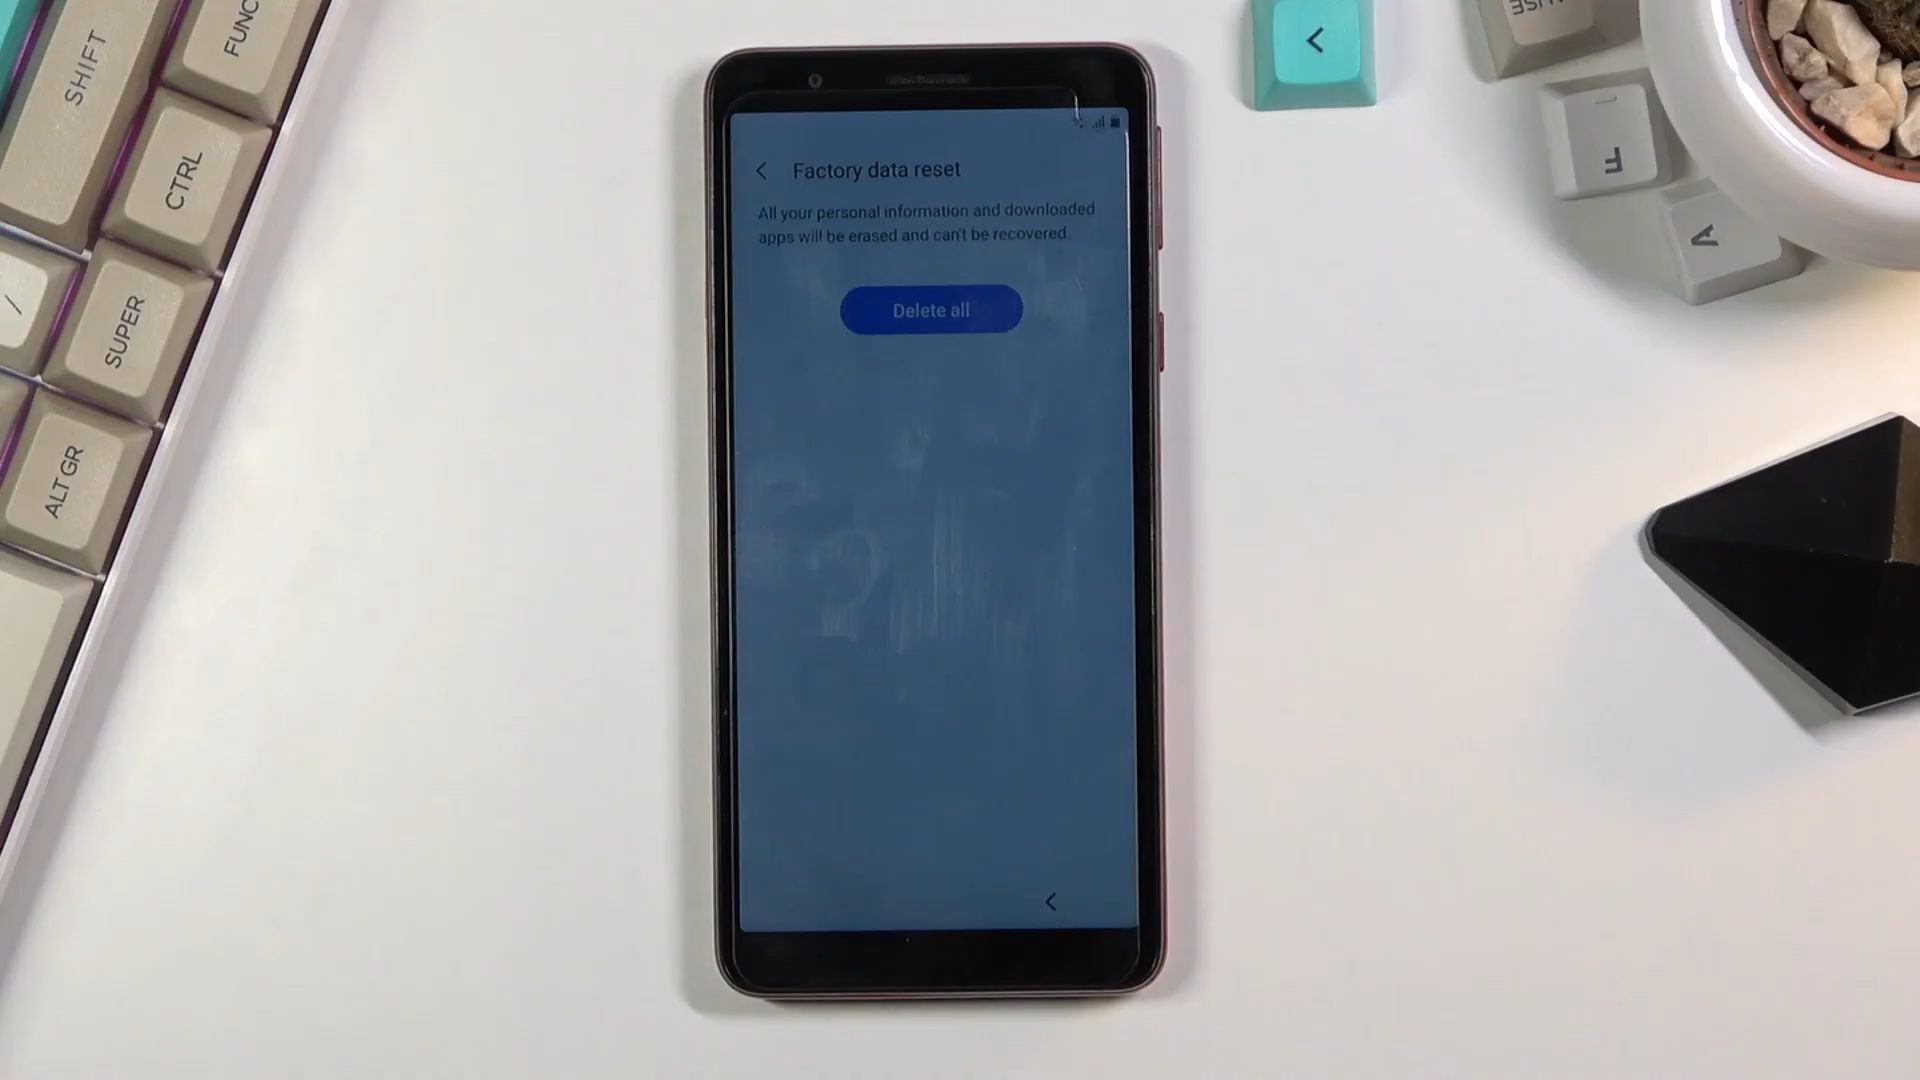 FUNC
SHIFT
CTRL
SUPER
/
ALT GR
Factory data reset
All your personal information and downloaded
apps will be erased and can't be recovered.
Delete all
<
F
A